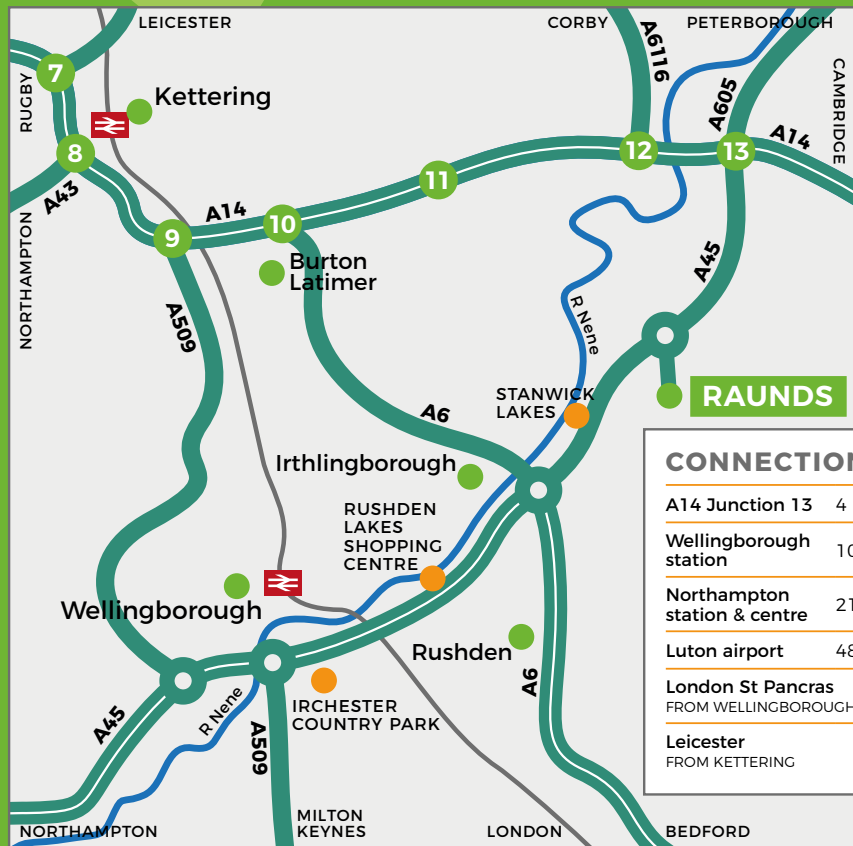 LEICESTER
CORBY
A6116
PETERBOROUGH
7
RUGBY
Kettering
A605
CAMBRIDGE
8
12
13
A14
A43
11
A14
10
9
NORTHAMPTON
Burton
Latimer
A45
A509
R Nene
STANWICK
LAKES
RAUNDS
A6
Irthlingborough
CONNECTION
A14 Junction 13 4
Wellingborough
station 10
Northampton
station & centre 21
Luton airport 48
London St Pancras
FROM WELLINGBOROUGH
Leicester
FROM KETTERING
RUSHDEN
LAKES
SHOPPING
CENTRE
Wellingborough
Rushden
A6
IRCHESTER
COUNTRY PARK
R Nene
A45
A509
NORTHAMPTON
MILTON
KEYNES
LONDON
BEDFORD